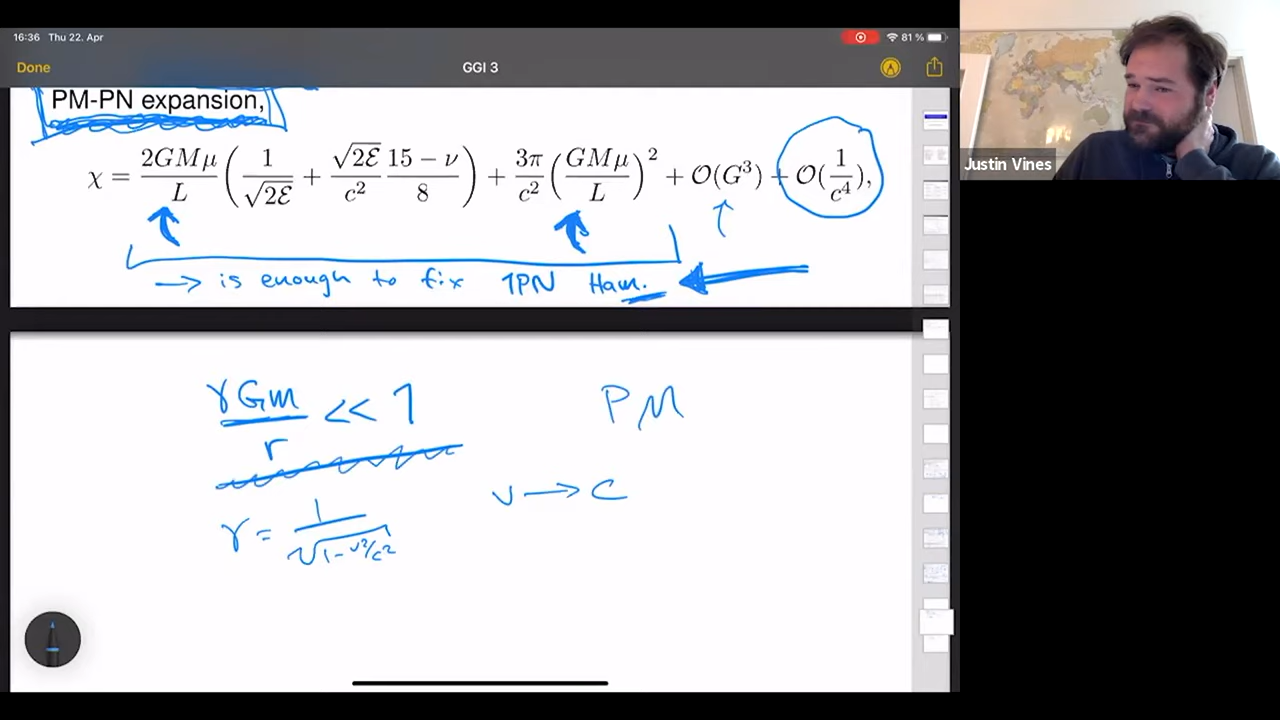 16:36 Thu 22. Apr
81 %
Done
GGI 3
PM-PN expansion,
χ = 2GMμ/L (1/√2ℰ + √2ℰ/c² 15 − ν/8) + 3π/c² (GMμ/L)² + O(G³) + O(1/c⁴),
→ is enough to fix 1PN Ham.
γGm/r << 1
PM
v → c
γ = 1/√1−v²/c²
Justin Vines